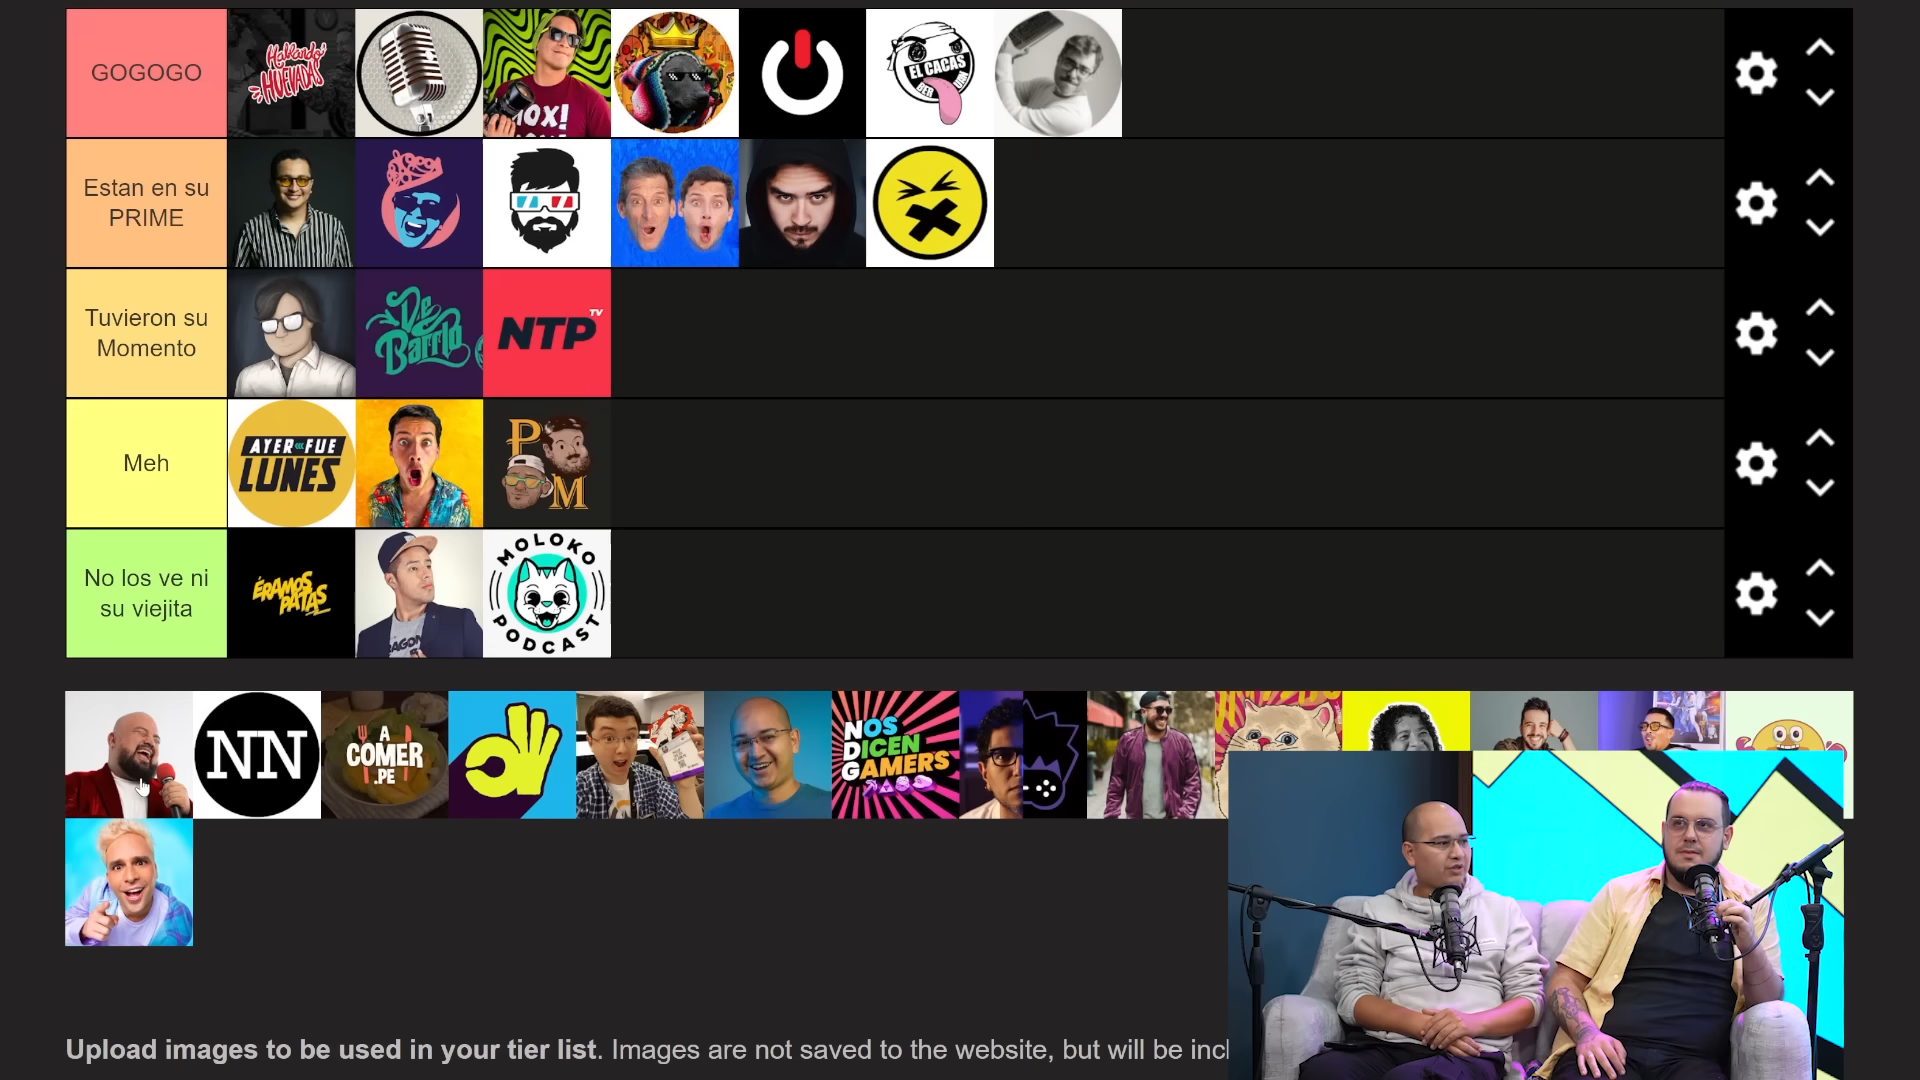 GOGOGO
Hablando
HUEVADAS
MOX!
EL CACAS
Estan en su
PRIME
Tuvieron su
Momento
De
Barrio
NTP
TV
Meh
AYER FUE
LUNES
P
M
No los ve ni
su viejita
ÉRAMOS
PATAS
MOLOKO
PODCAST
NN
A
COMER
.PE
NOS
DICEN
GAMERS
Upload images to be used in your tier list. Images are not saved to the website, but will be incl